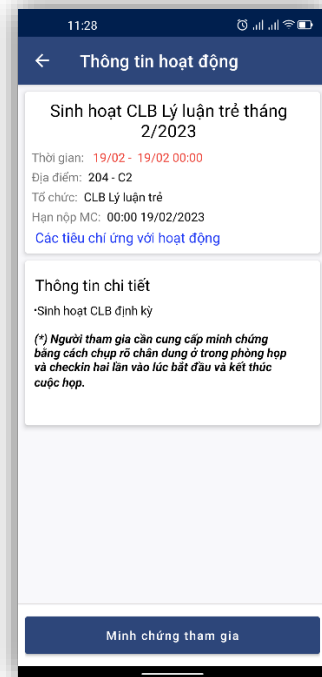 11:28
Thông tin hoạt động
Sinh hoạt CLB Lý luận trẻ tháng
2/2023
Thời gian: 19/02 - 19/02 00:00
Địa điểm: 204 - C2
Tổ chức: CLB Lý luận trẻ
Hạn nộp MC: 00:00 19/02/2023
Các tiêu chí ứng với hoạt động
Thông tin chi tiết
•Sinh hoạt CLB định kỳ
(*) Người tham gia cần cung cấp minh chứng
bằng cách chụp rõ chân dung ở trong phòng họp
và checkin hai lần vào lúc bắt đầu và kết thúc
cuộc họp.
Minh chứng tham gia